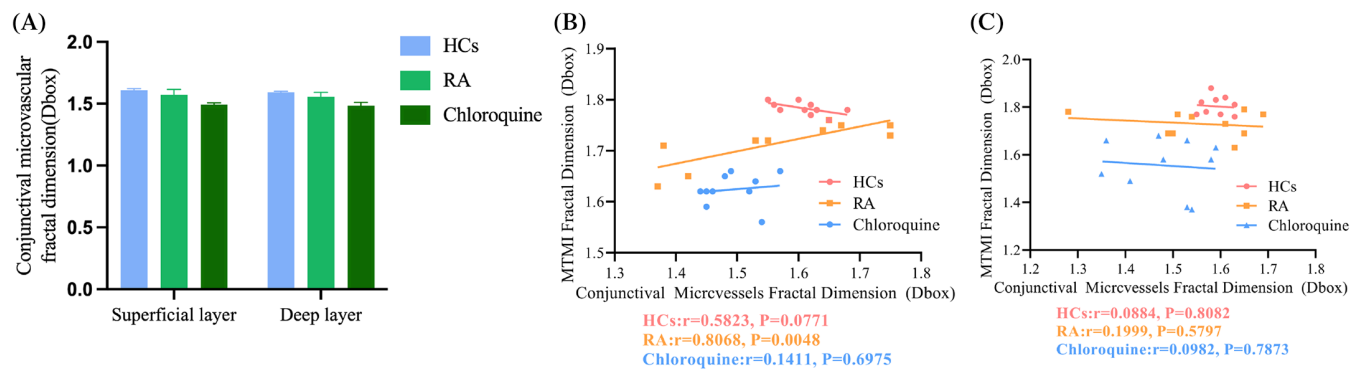 (A)
Conjunctival microvascular
fractal dimension(Dbox)
2.0
1.5
1.0
0.5
0.0
Superficial layer
Deep layer
HCs
RA
Chloroquine
(B)
MTMI Fractal Dimension (Dbox)
1.9
1.8
1.7
1.6
1.5
1.3 1.4 1.5 1.6 1.7 1.8
Conjunctival Micrcvessels Fractal Dimension (Dbox)
HCs
RA
Chloroquine
HCs:r=0.5823, P=0.0771
RA:r=0.8068, P=0.0048
Chloroquine:r=0.1411, P=0.6975
(C)
MTMI Fractal Dimension (Dbox)
2.0
1.8
1.6
1.4
1.2
1.2 1.3 1.4 1.5 1.6 1.7 1.8
Conjunctival Micrcvessels Fractal Dimension (Dbox)
HCs
RA
Chloroquine
HCs:r=0.0884, P=0.8082
RA:r=0.1999, P=0.5797
Chloroquine:r=0.0982, P=0.7873